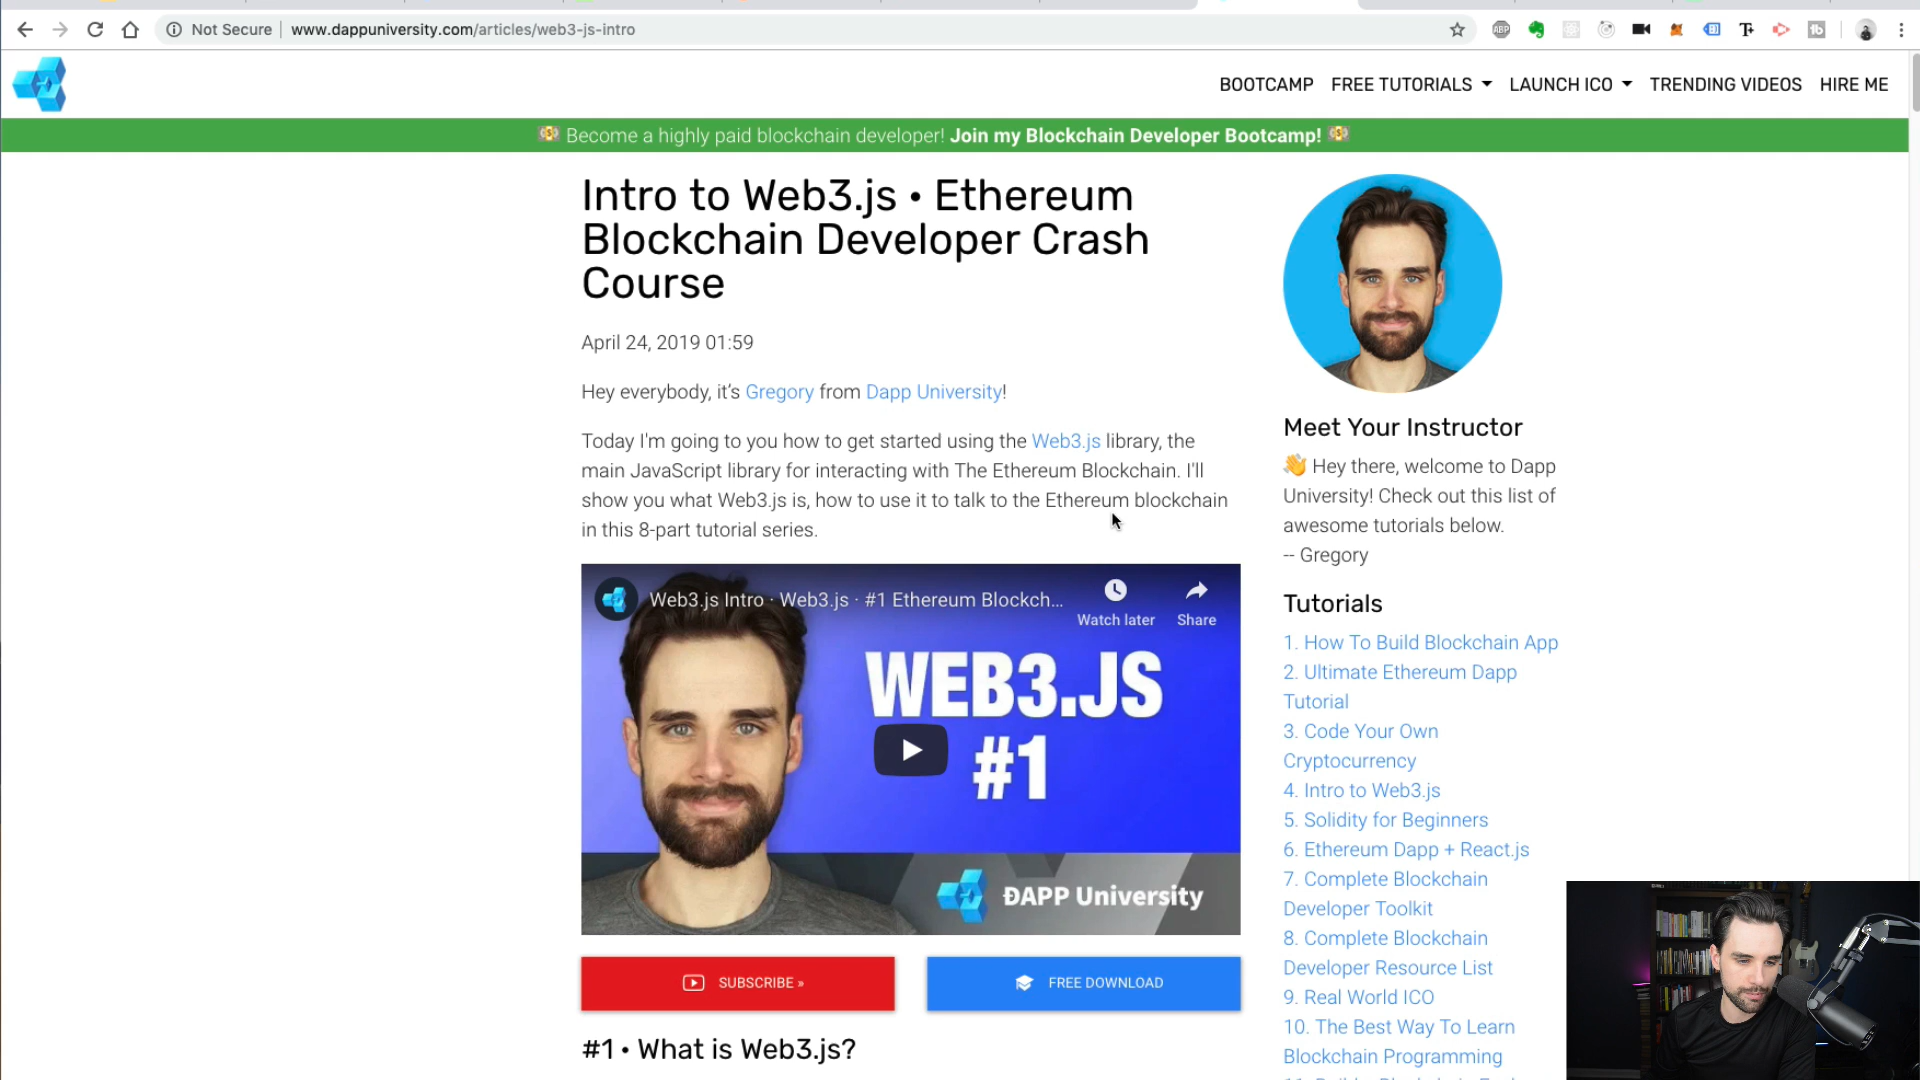 Not Secure | www.dappuniversity.com/articles/web3-js-intro
BOOTCAMP FREE TUTORIALS LAUNCH ICO TRENDING VIDEOS HIRE ME
Become a highly paid blockchain developer! Join my Blockchain Developer Bootcamp!
Intro to Web3.js • Ethereum
Blockchain Developer Crash
Course
April 24, 2019 01:59
Hey everybody, it's Gregory from Dapp University!
Today I'm going to you how to get started using the Web3.js library, the
main JavaScript library for interacting with The Ethereum Blockchain. I'll
show you what Web3.js is, how to use it to talk to the Ethereum blockchain
in this 8-part tutorial series.
Web3.js Intro · Web3.js · #1 Ethereum Blockch...
Watch later Share
WEB3.JS
#1
ÐAPP University
SUBSCRIBE »
FREE DOWNLOAD
#1 • What is Web3.js?
Meet Your Instructor
👋 Hey there, welcome to Dapp
University! Check out this list of
awesome tutorials below.
-- Gregory
Tutorials
1. How To Build Blockchain App
2. Ultimate Ethereum Dapp
Tutorial
3. Code Your Own
Cryptocurrency
4. Intro to Web3.js
5. Solidity for Beginners
6. Ethereum Dapp + React.js
7. Complete Blockchain
Developer Toolkit
8. Complete Blockchain
Developer Resource List
9. Real World ICO
10. The Best Way To Learn
Blockchain Programming